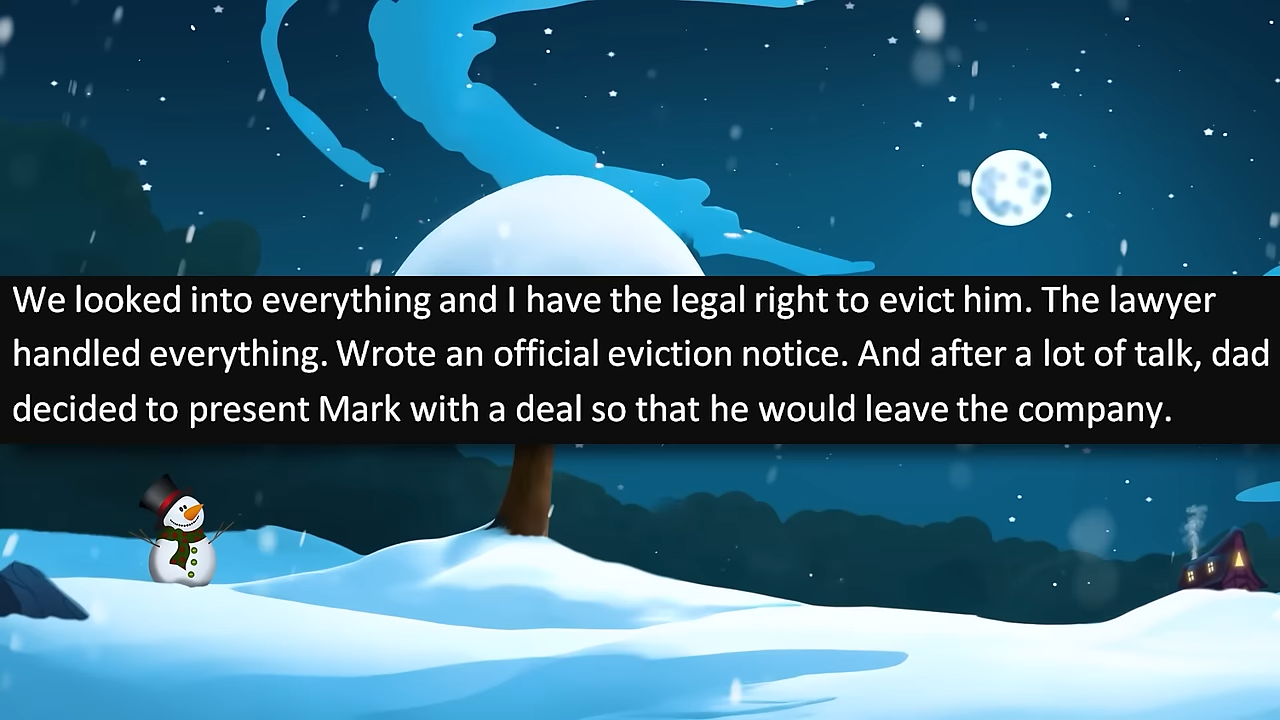 We looked into everything and I have the legal right to evict him. The lawyer
handled everything. Wrote an official eviction notice. And after a lot of talk, dad
decided to present Mark with a deal so that he would leave the company.